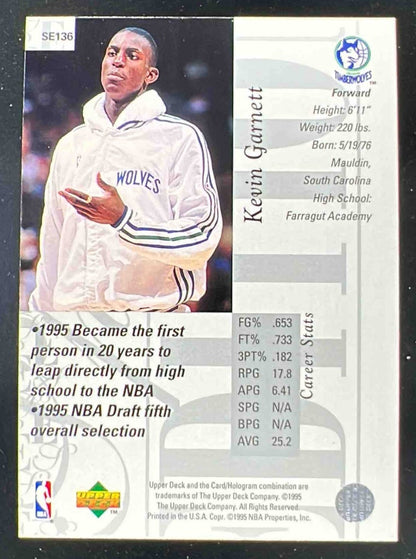 SE136
TIMBERWOLVES
Forward
Height: 6'11"
Weight: 220 lbs.
Born: 5/19/76
Mauldin,
South Carolina
High School:
Farragut Academy
Kevin Garnett
WOLVES
•1995 Became the first
person in 20 years to
leap directly from high
school to the NBA
•1995 NBA Draft fifth
overall selection
FG% .653
FT% .733
3PT% .182
RPG 17.8
APG 6.41
SPG N/A
BPG N/A
AVG 25.2
Career Stats
NBA
UPPER DECK
Upper Deck and the Card/Hologram combination are
trademarks of The Upper Deck Company. ©1995
The Upper Deck Company. All Rights Reserved.
Printed in the U.S.A. Copr. ©1995 NBA Properties, Inc.